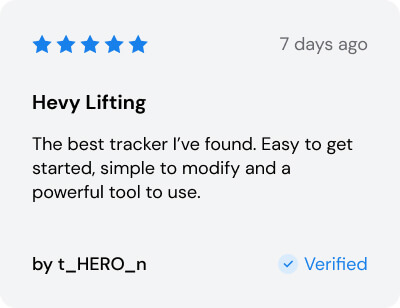 7 days ago
Hevy Lifting
The best tracker I've found. Easy to get
started, simple to modify and a
powerful tool to use.
by t_HERO_n
Verified